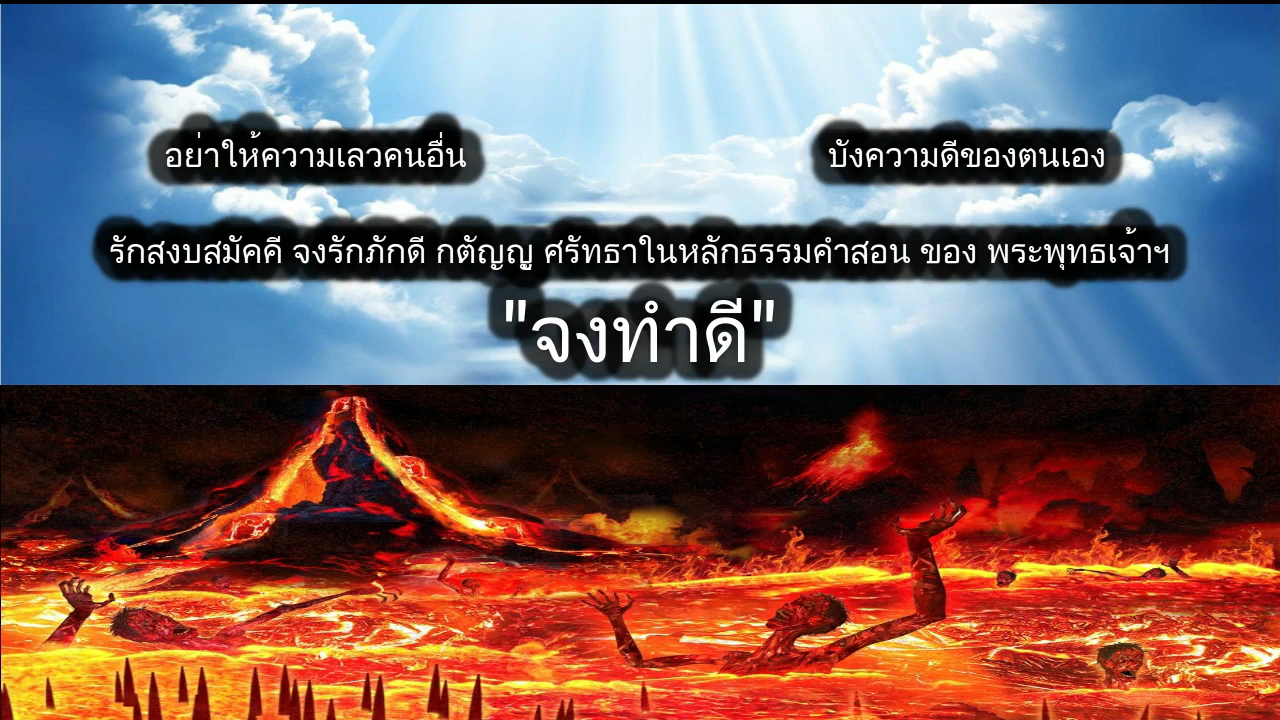 อย่าให้ความเลวคนอื่น บังความดีของตนเอง
รักสงบสมัคคี จงรักภักดี กตัญญู ศรัทธาในหลักธรรมคำสอน ของ พระพุทธเจ้าฯ
"จงทำดี"